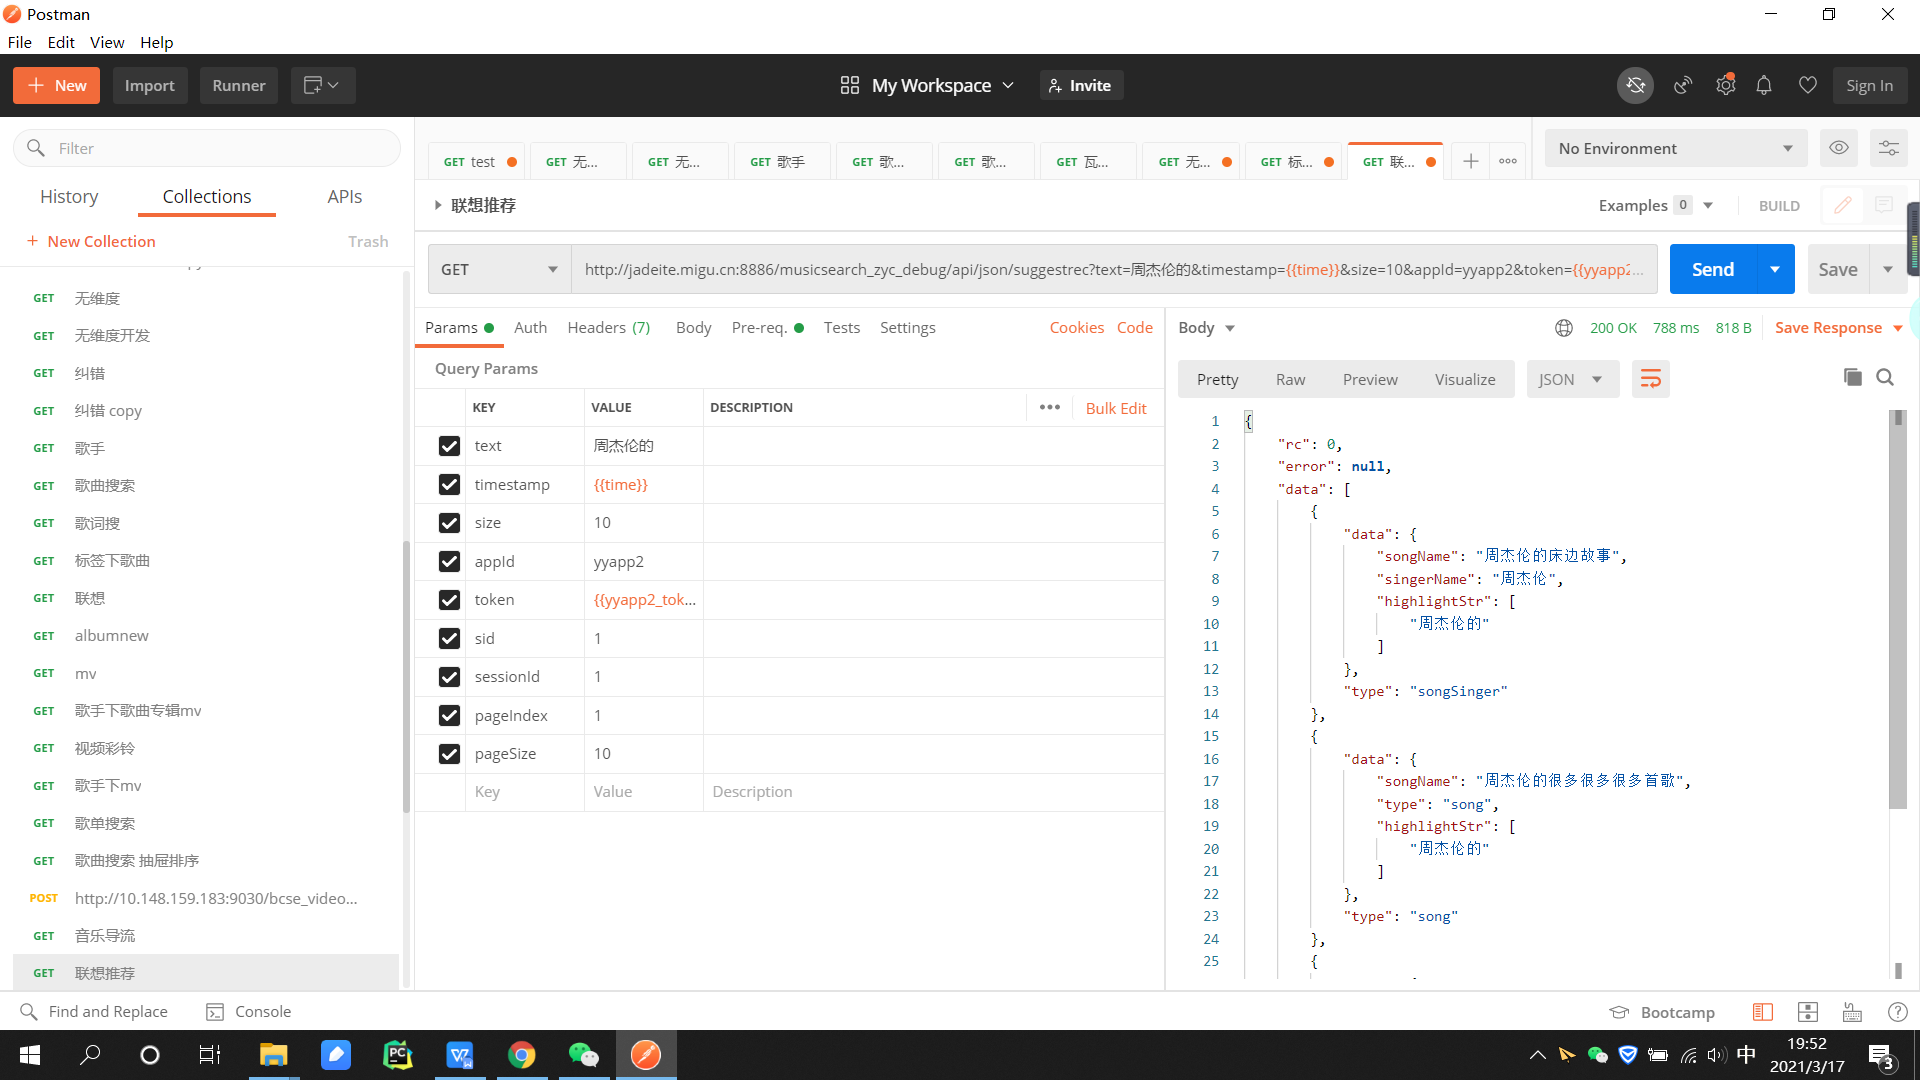 Postman
File Edit View Help
New Import Runner My Workspace Invite Sign In
Filter
History Collections APIs
+ New Collection Trash
GET 无维度
GET 无维度开发
GET 纠错
GET 纠错 copy
GET 歌手
GET 歌曲搜索
GET 歌词搜
GET 标签下歌曲
GET 联想
GET albumnew
GET mv
GET 歌手下歌曲专辑mv
GET 视频彩铃
GET 歌手下mv
GET 歌单搜索
GET 歌曲搜索 抽屉排序
POST http://10.148.159.183:9030/bcse_video...
GET 音乐导流
GET 联想推荐
GET test GET 无... GET 无... GET 歌手 GET 歌... GET 歌... GET 瓦... GET 无... GET 标... GET 联...
No Environment
联想推荐
Examples 0 BUILD
GET http://jadeite.migu.cn:8886/musicsearch_zyc_debug/api/json/suggestrec?text=周杰伦的&timestamp={{time}}&size=10&appId=yyapp2&token={{yyapp2... Send Save
Params Auth Headers (7) Body Pre-req. Tests Settings Cookies Code
Query Params
KEY VALUE DESCRIPTION Bulk Edit
text 周杰伦的
timestamp {{time}}
size 10
appId yyapp2
token {{yyapp2_tok...
sid 1
sessionId 1
pageIndex 1
pageSize 10
Key Value Description
Body 200 OK 788 ms 818 B Save Response
Pretty Raw Preview Visualize JSON
1 {
2 "rc": 0,
3 "error": null,
4 "data": [
5 {
6 "data": {
7 "songName": "周杰伦的床边故事",
8 "singerName": "周杰伦",
9 "highlightStr": [
10 "周杰伦的"
11 ]
12 },
13 "type": "songSinger"
14 },
15 {
16 "data": {
17 "songName": "周杰伦的很多很多很多首歌",
18 "type": "song",
19 "highlightStr": [
20 "周杰伦的"
21 ]
22 },
23 "type": "song"
24 },
25 {
Find and Replace Console Bootcamp
中 19:52
2021/3/17 3